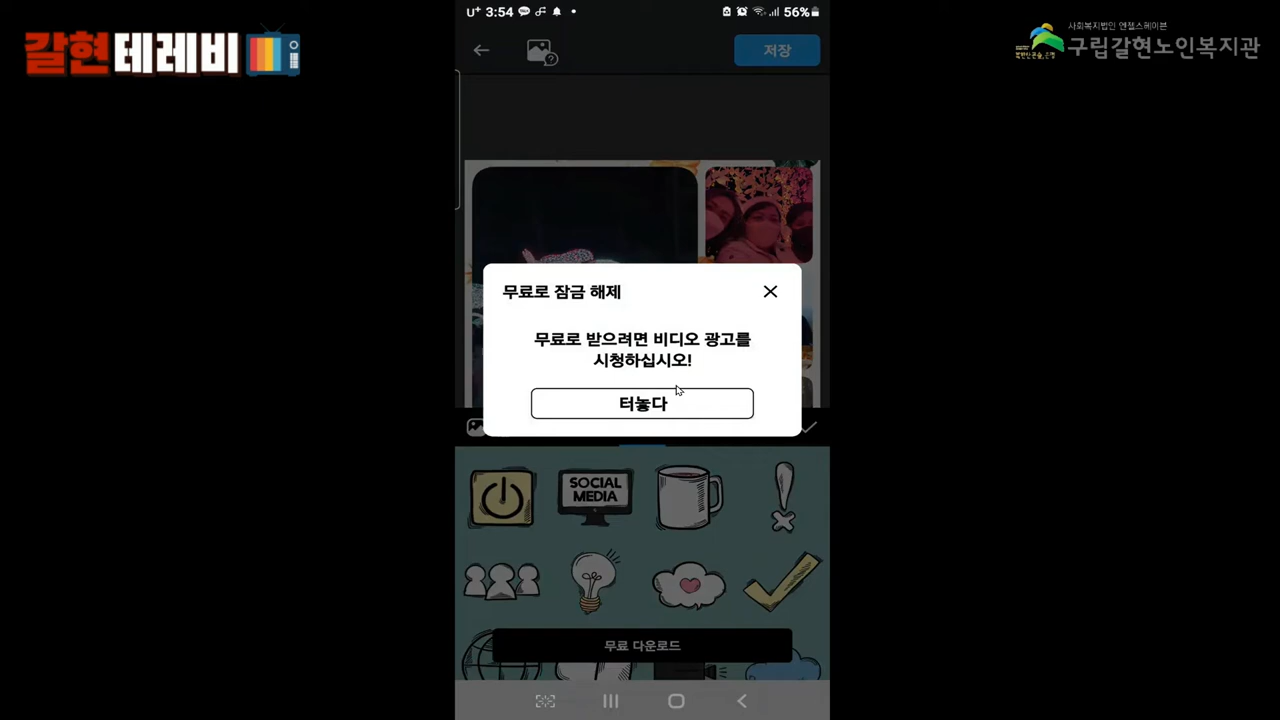 갈현테레비
U+ 3:54
56%
사회복지법인 엔젤스헤이븐
구립갈현노인복지관
저장
무료로 잠금 해제
무료로 받으려면 비디오 광고를
시청하십시오!
터놓다
SOCIAL
MEDIA
무료 다운로드